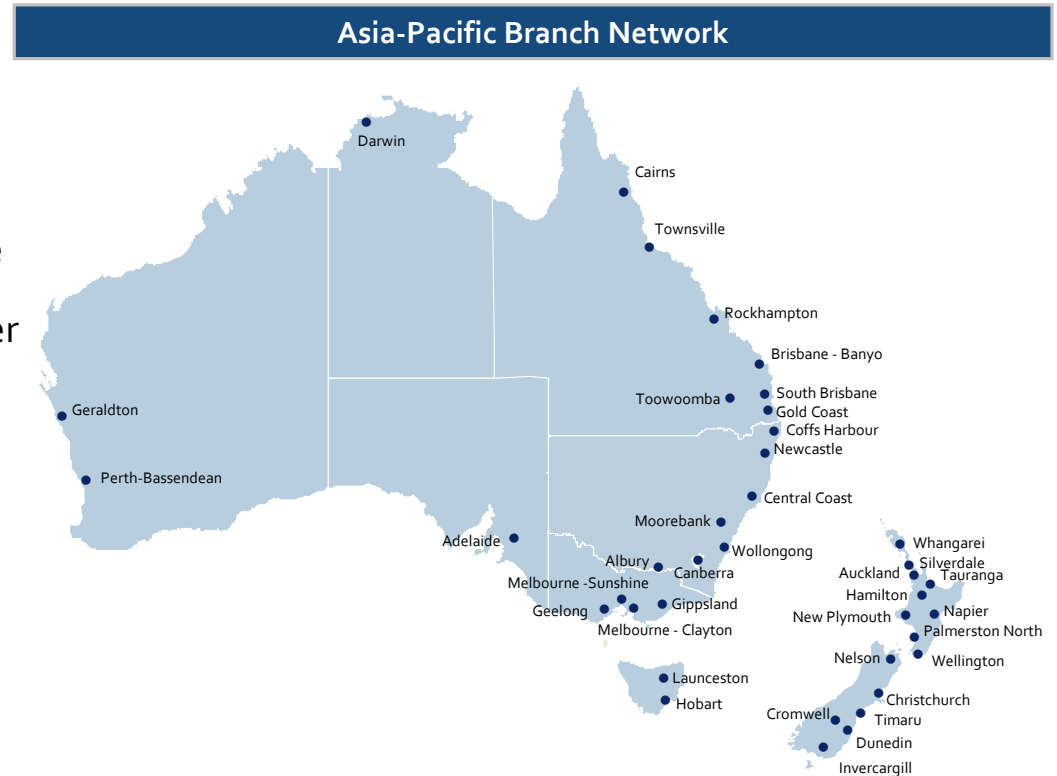 Asia-Pacific Branch Network
Darwin
Cairns
Townsville
e
er
Rockhampton
Brisbane - Banyo
South Brisbane
Toowoomba
Gold Coast
Geraldton
Coffs Harbour
Newcastle
Perth-Bassendean
Central Coast
Moorebank
Adelaide
Wollongong
Whangarei
Albury
Silverdale
Canberra
Auckland
Tauranga
Melbourne -Sunshine
Hamilton
Geelong
Gippsland
New Plymouth
Napier
Melbourne - Clayton
Palmerston North
Nelson
Wellington
Launceston
Hobart
Christchurch
Cromwell
Timaru
Dunedin
Invercargill